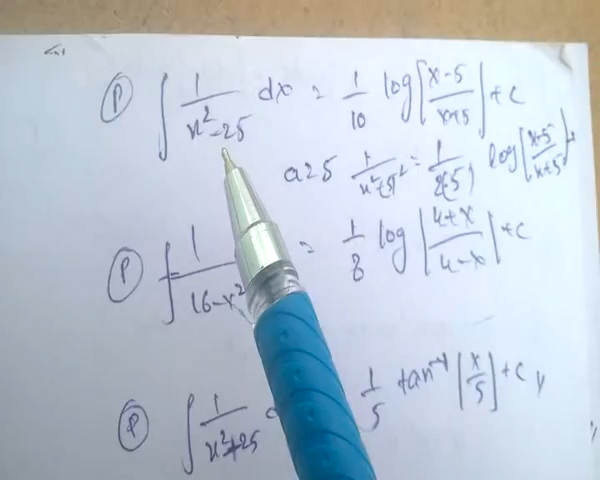 (P) ∫ 1/(x²-25) dx = 1/10 log|(x-5)/(x+5)| + c
a=5 1/(x²-5²) = 1/(2(5)) log|(x-5)/(x+5)|+
(P) ∫ 1/(16-x² = 1/8 log|(4+x)/(4-x)| + c
(P) ∫ 1/(x²+25) d 1/5 tan⁻¹|x/5| + c,